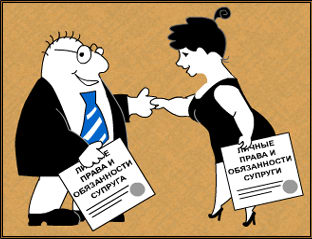 ЛИЧНЫЕ
ПРАВА И
ОБЯЗАННОСТИ
СУПРУГА
ЛИЧНЫЕ
ПРАВА И
ОБЯЗАННОСТИ
СУПРУГИ